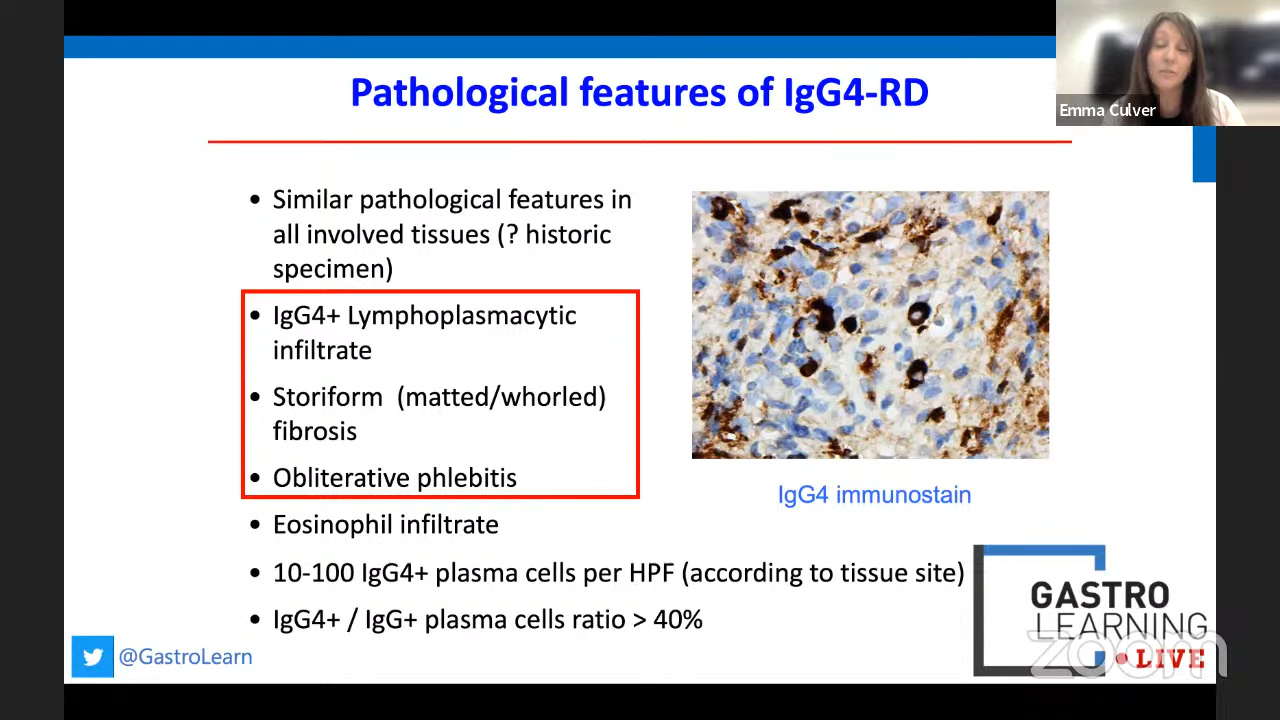 Pathological features of IgG4-RD
Emma Culver
• Similar pathological features in
all involved tissues (? historic
specimen)
• IgG4+ Lymphoplasmacytic
infiltrate
• Storiform (matted/whorled)
fibrosis
• Obliterative phlebitis
• Eosinophil infiltrate
• 10-100 IgG4+ plasma cells per HPF (according to tissue site)
• IgG4+ / IgG+ plasma cells ratio > 40%
IgG4 immunostain
@GastroLearn
GASTRO
LEARNING
LIVE
zoom